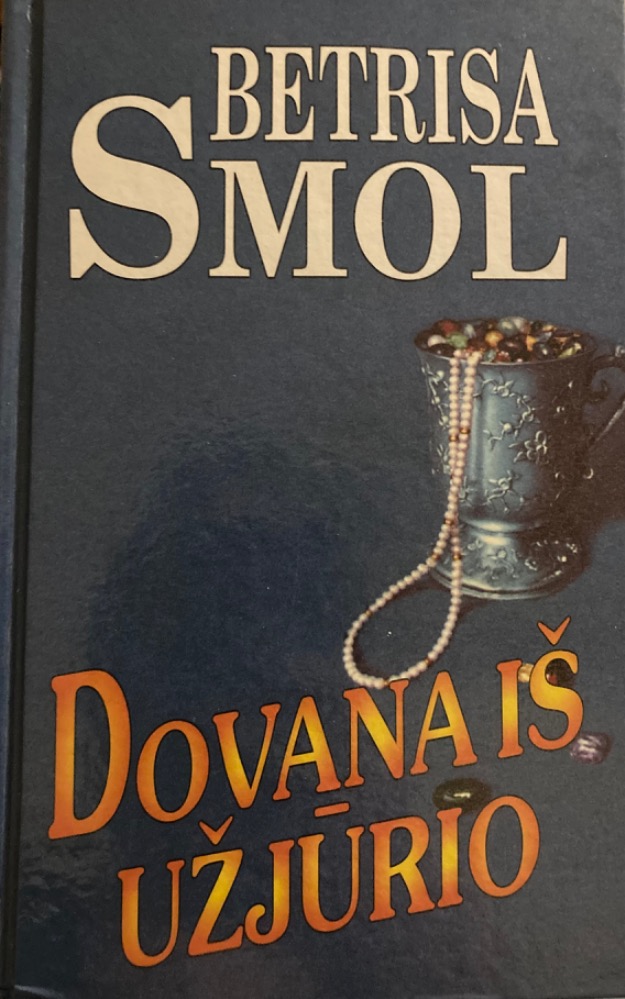 BETRISA
SMOL
DOVANA IŠ
UŽJŪRIO